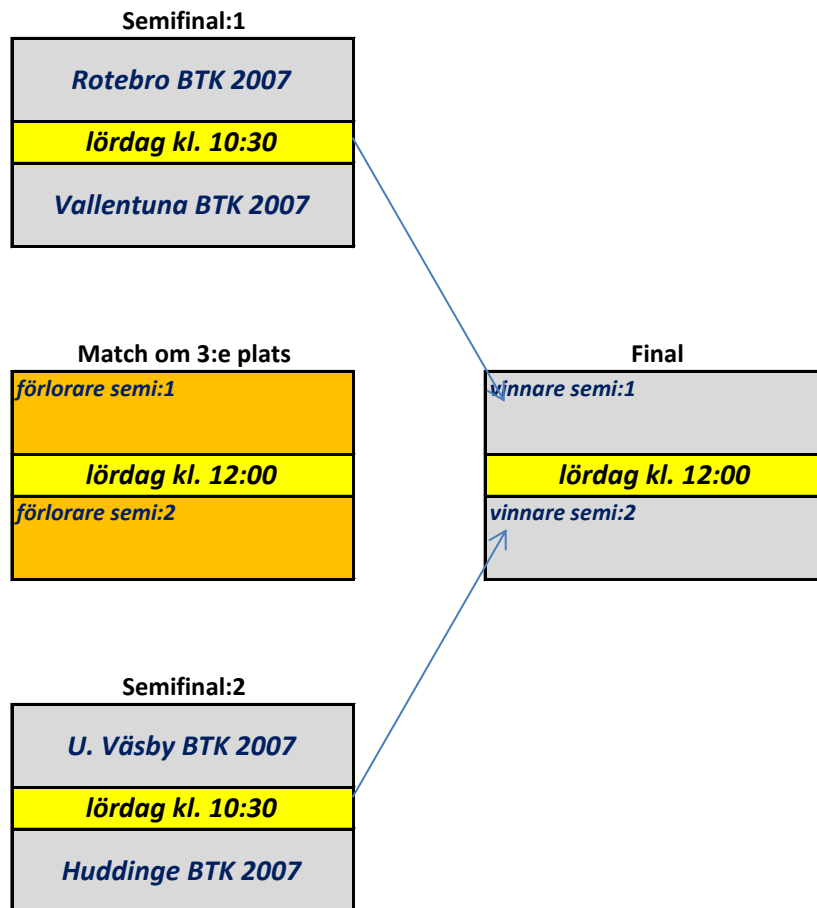 Semifinal:1
Rotebro BTK 2007
lördag kl. 10:30
Vallentuna BTK 2007
Match om 3:e plats
förlorare semi:1
lördag kl. 12:00
förlorare semi:2
Final
vinnare semi:1
lördag kl. 12:00
vinnare semi:2
Semifinal:2
U. Väsby BTK 2007
lördag kl. 10:30
Huddinge BTK 2007